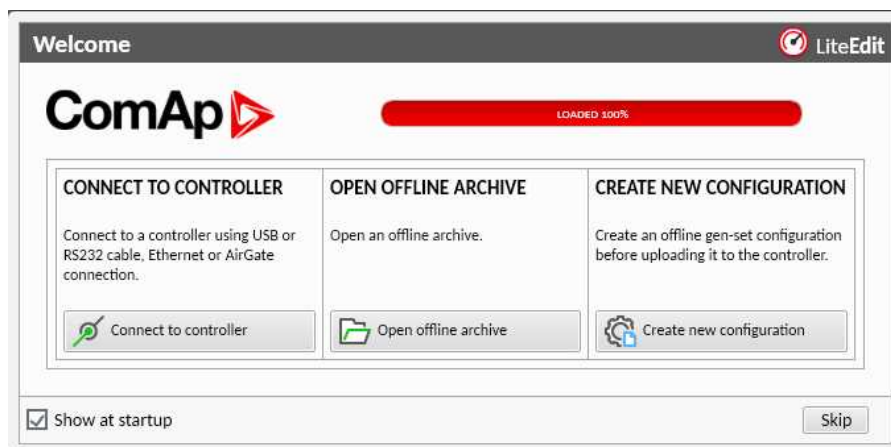 Welcome
LiteEdit
ComAp
LOADED 100%
CONNECT TO CONTROLLER
Connect to a controller using USB or
RS232 cable, Ethernet or AirGate
connection.
Connect to controller
OPEN OFFLINE ARCHIVE
Open an offline archive.
Open offline archive
CREATE NEW CONFIGURATION
Create an offline gen-set configuration
before uploading it to the controller.
Create new configuration
Show at startup
Skip